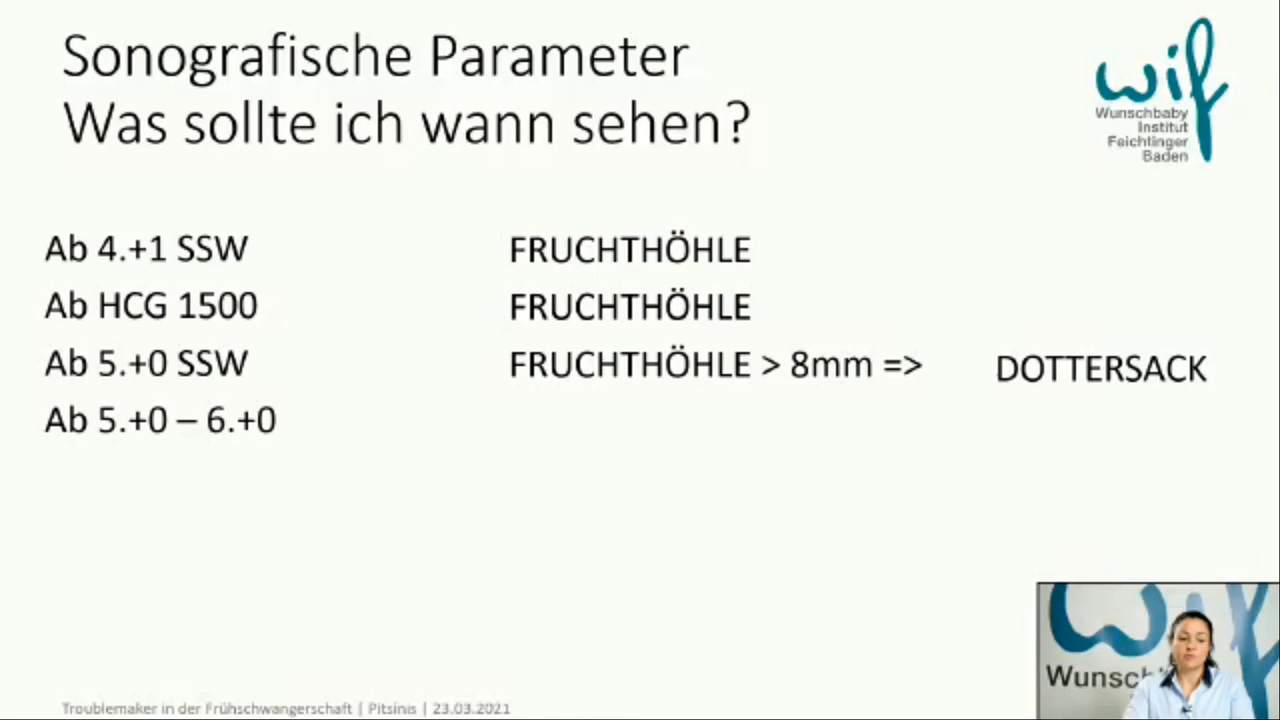 Sonografische Parameter
Was sollte ich wann sehen?
wif
Wunschbaby
Institut
Feichtinger
Baden
Ab 4.+1 SSW FRUCHTHÖHLE
Ab HCG 1500 FRUCHTHÖHLE
Ab 5.+0 SSW FRUCHTHÖHLE > 8mm => DOTTERSACK
Ab 5.+0 – 6.+0
Wunsch
Troublemaker in der Frühschwangerschaft | Pitsinis | 23.03.2021